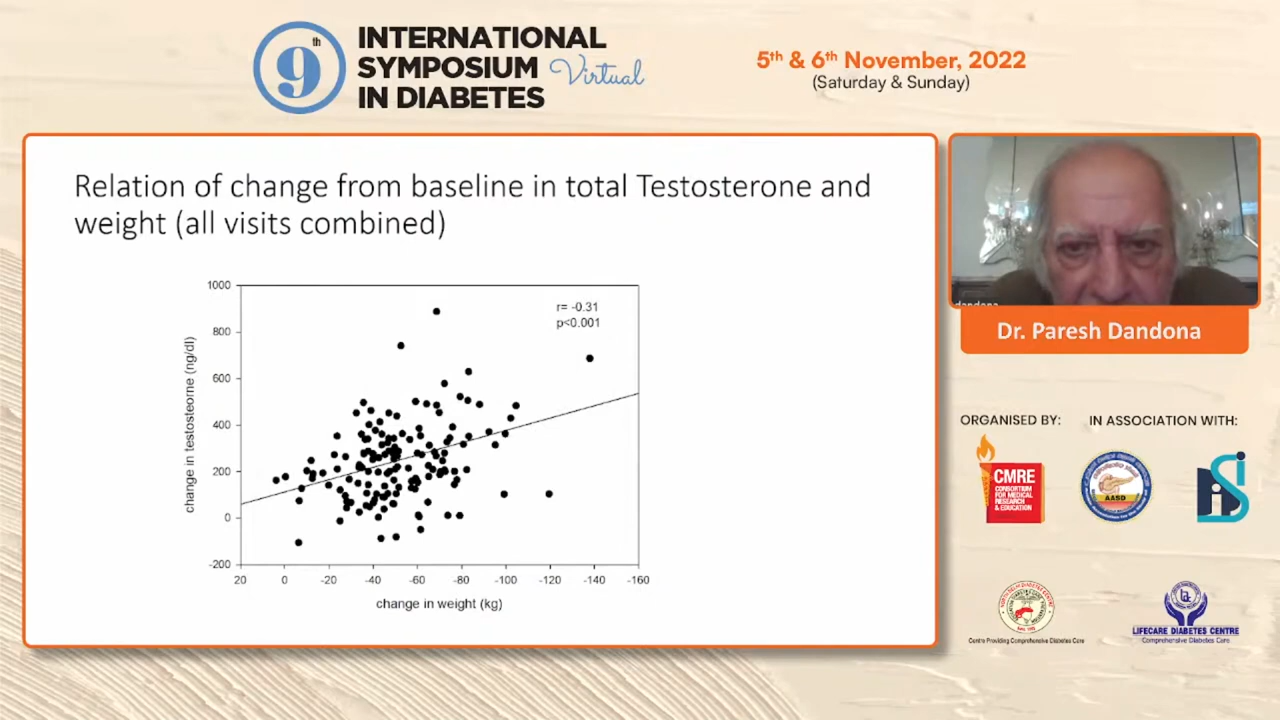 9th
INTERNATIONAL
SYMPOSIUM Virtual
IN DIABETES
5th & 6th November, 2022
(Saturday & Sunday)
Relation of change from baseline in total Testosterone and
weight (all visits combined)
r= -0.31
p<0.001
1000
800
600
400
200
0
-200
change in testosteorne (ng/dl)
20 0 -20 -40 -60 -80 -100 -120 -140 -160
change in weight (kg)
dandona
Dr. Paresh Dandona
ORGANISED BY:
IN ASSOCIATION WITH:
CMRE
CONSORTIUM
FOR MEDICAL
RESEARCH
& EDUCATION
AASD
Centre Providing Comprehensive Diabetes Care
LIFECARE DIABETES CENTRE
Comprehensive Diabetes Care